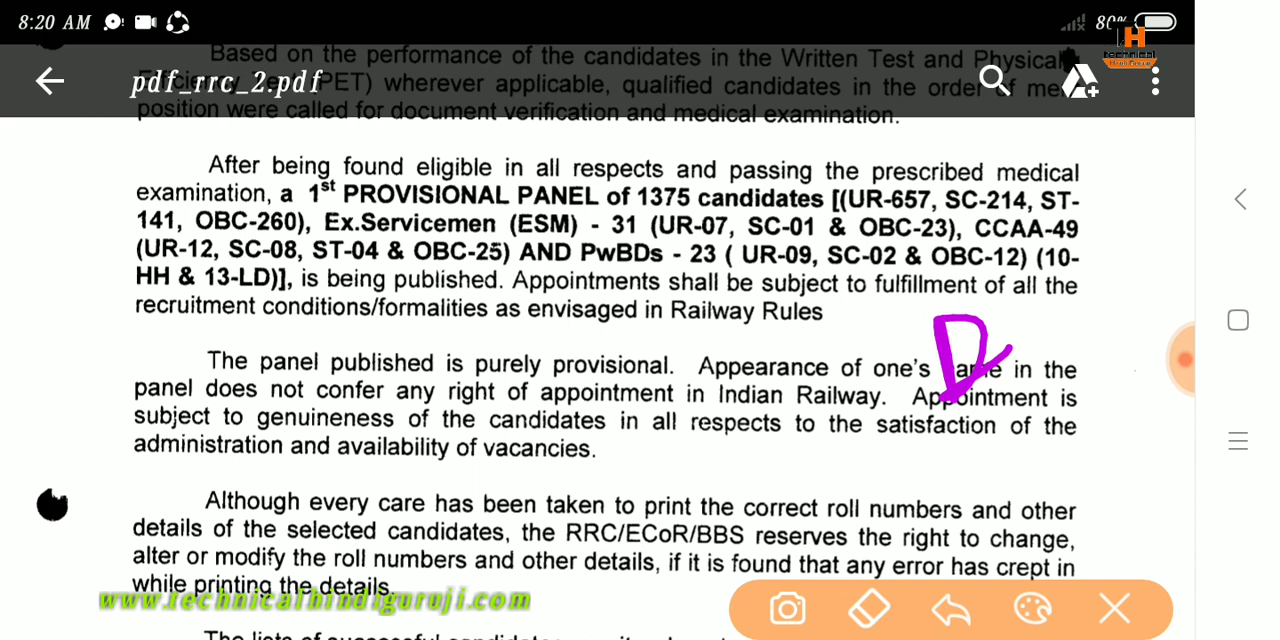 8:20 AM
80%
H
technical
Based on the performance of the candidates in the Written Test and Physical
pdf_rrc_2.pdf
PET) wherever applicable, qualified candidates in the order of
position were called for document verification and medical examination.
After being found eligible in all respects and passing the prescribed medical
examination, a 1st PROVISIONAL PANEL of 1375 candidates [(UR-657, SC-214, ST-
141, OBC-260), Ex.Servicemen (ESM) - 31 (UR-07, SC-01 & OBC-23), CCAA-49
(UR-12, SC-08, ST-04 & OBC-25) AND PwBDs - 23 ( UR-09, SC-02 & OBC-12) (10-
HH & 13-LD)], is being published. Appointments shall be subject to fulfillment of all the
recruitment conditions/formalities as envisaged in Railway Rules
D
The panel published is purely provisional. Appearance of one's name in the
panel does not confer any right of appointment in Indian Railway. Appointment is
subject to genuineness of the candidates in all respects to the satisfaction of the
administration and availability of vacancies.
Although every care has been taken to print the correct roll numbers and other
details of the selected candidates, the RRC/ECoR/BBS reserves the right to change,
alter or modify the roll numbers and other details, if it is found that any error has crept in
while printing the details.
www.technicalhindiguruji.com
The lists of successful